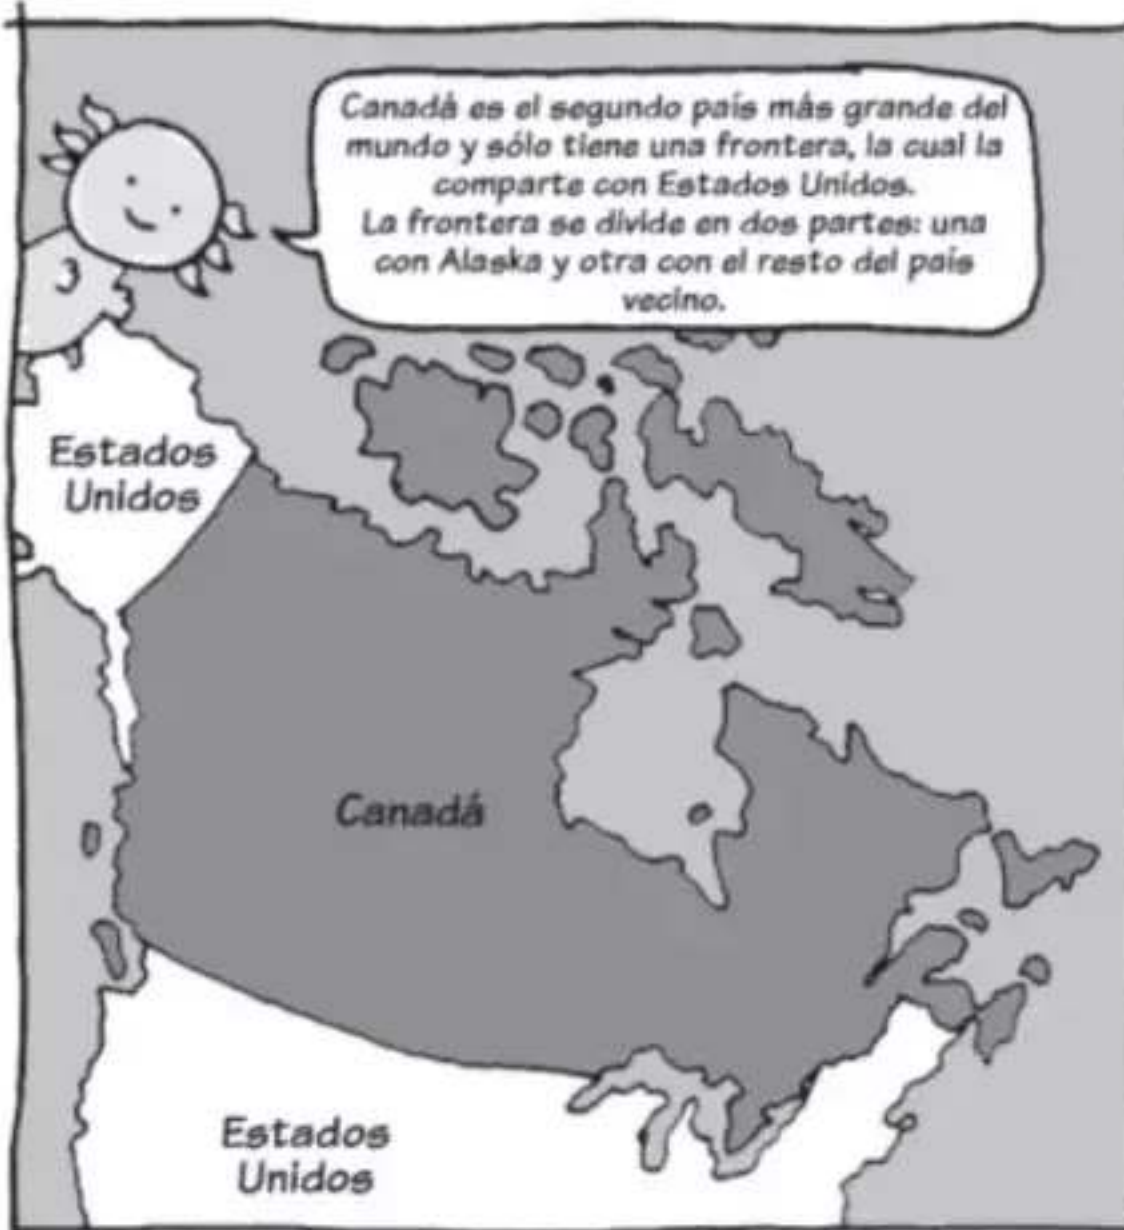 Canadá es el segundo país más grande del
mundo y sólo tiene una frontera, la cual la
comparte con Estados Unidos.
La frontera se divide en dos partes: una
con Alaska y otra con el resto del país
vecino.
Estados
Unidos
Canadá
Estados
Unidos